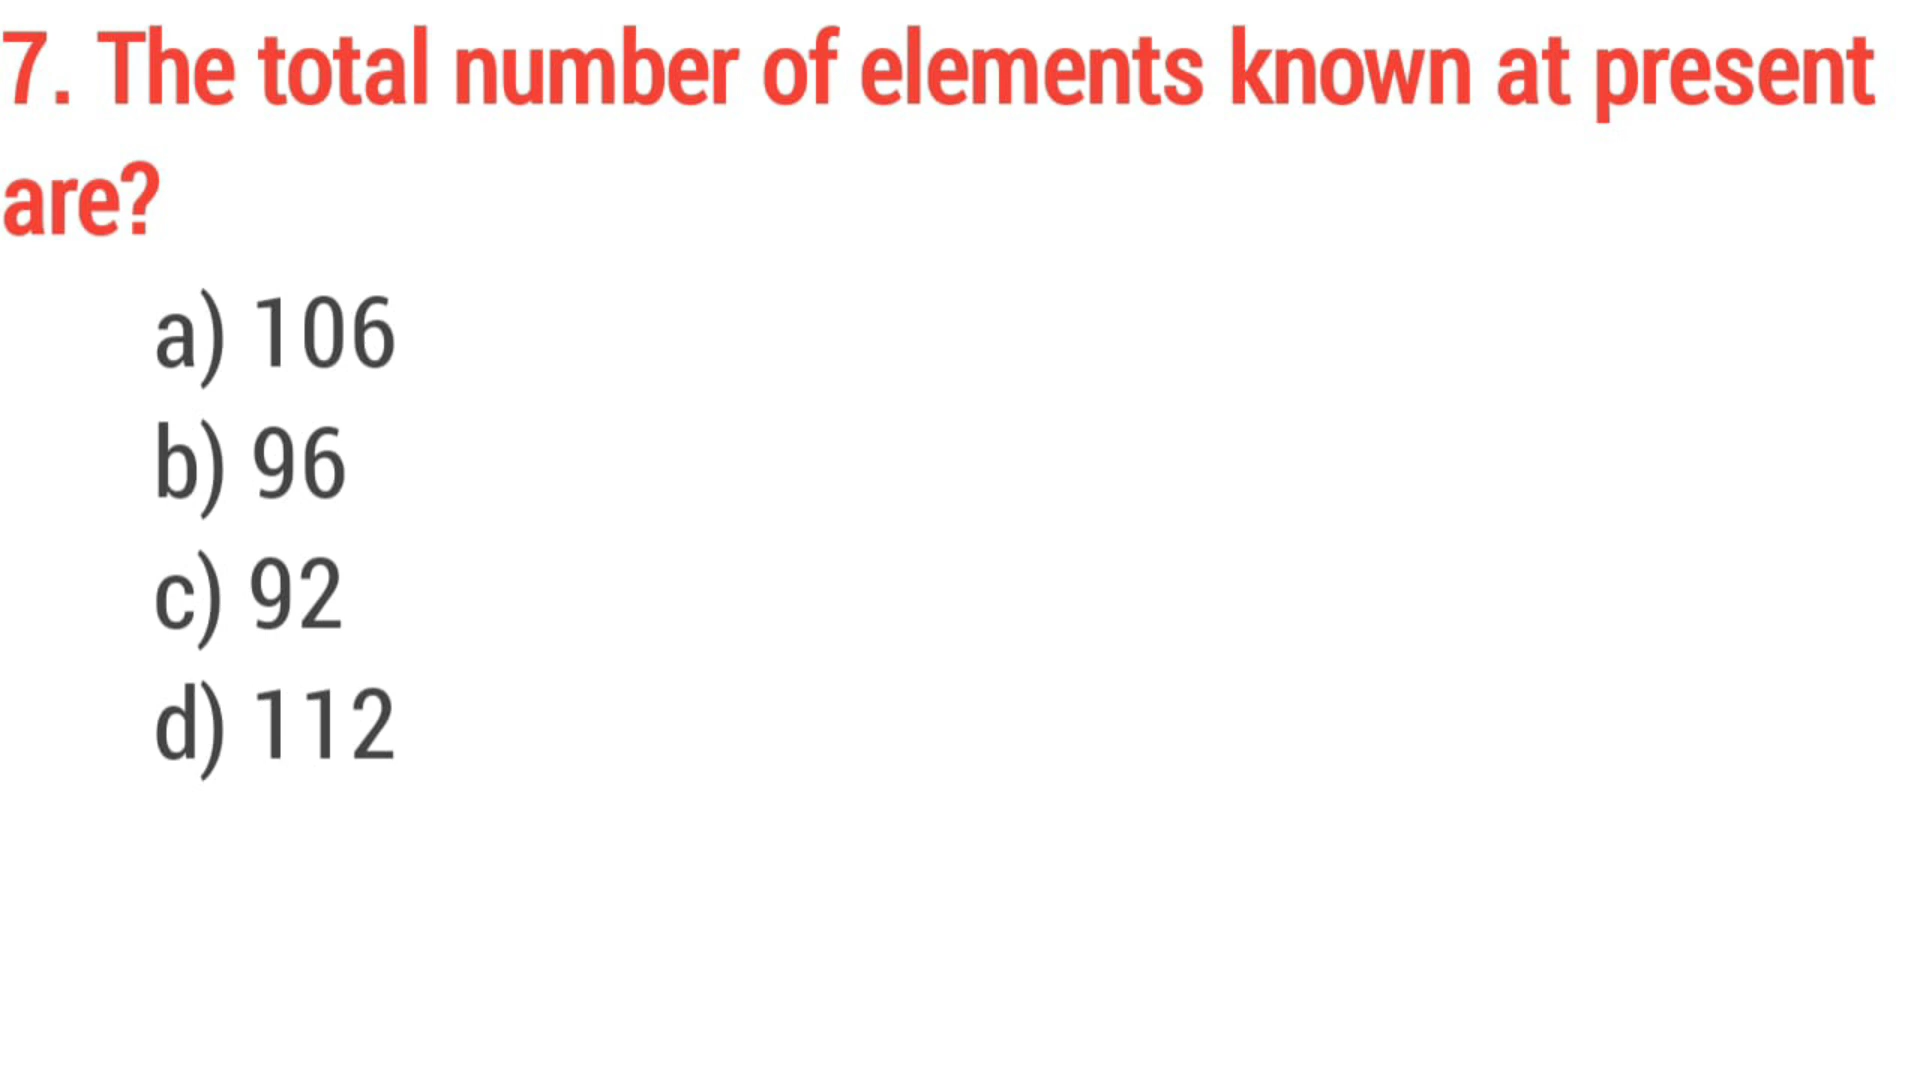 7. The total number of elements known at present
are?
a) 106
b) 96
c) 92
d) 112